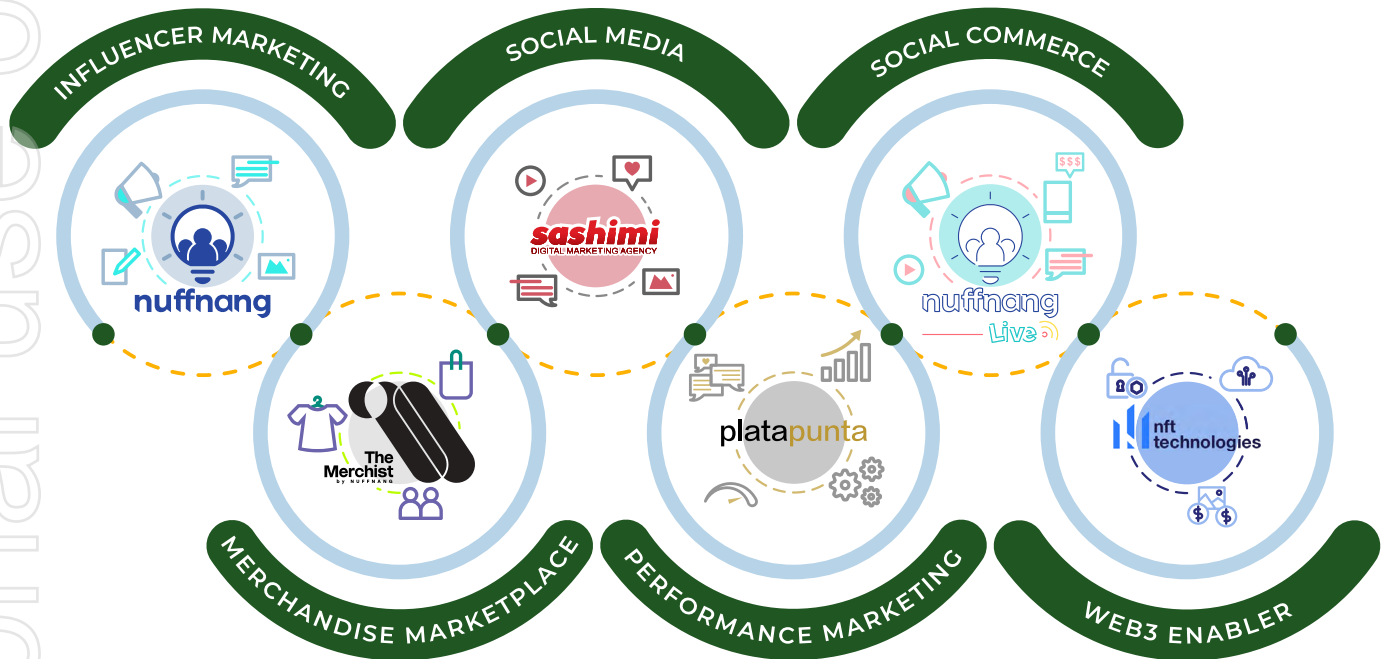 INFLUENCER MARKETING
SOCIAL MEDIA
SOCIAL COMMERCE
nuffnang
sashimi
DIGITAL MARKETING AGENCY
$$$
nuffnang
Live
The
Merchist
by NUFFNANG
platapunta
nft
technologies
$ $
MERCHANDISE MARKETPLACE
PERFORMANCE MARKETING
WEB3 ENABLER